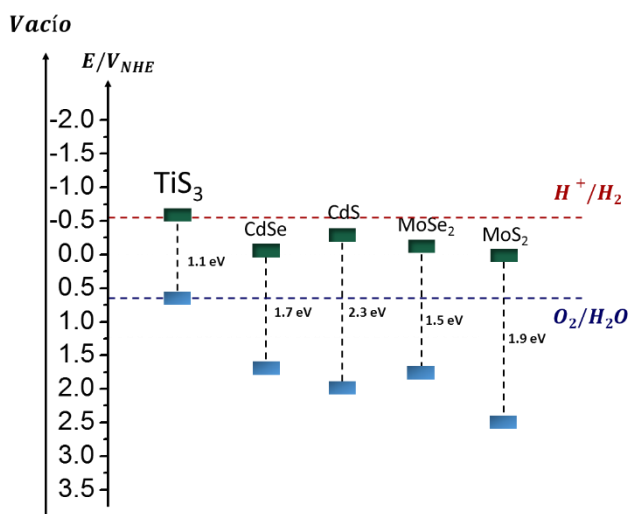 Vacío
E/V_NHE
-2.0
-1.5
-1.0
-0.5
0.0
0.5
1.0
1.5
2.0
2.5
3.0
3.5
TiS₃
CdSe
CdS
MoSe₂
MoS₂
H⁺/H₂
O₂/H₂O
1.1 eV
1.7 eV
2.3 eV
1.5 eV
1.9 eV